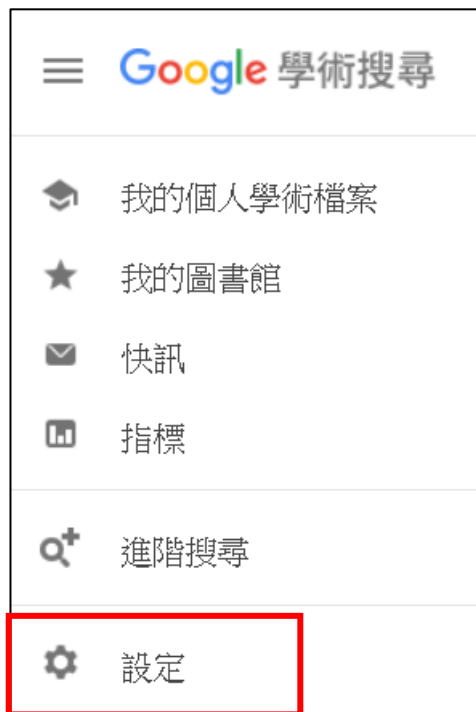 Google 學術搜尋
我的個人學術檔案
我的圖書館
快訊
指標
進階搜尋
設定